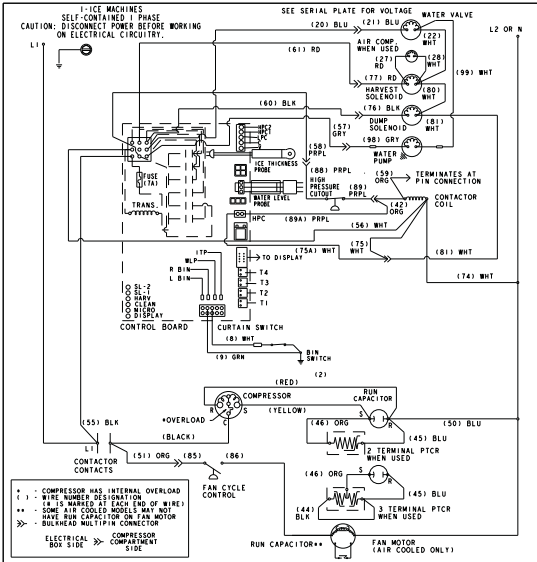 I-ICE MACHINES
SELF-CONTAINED 1 PHASE
CAUTION: DISCONNECT POWER BEFORE WORKING
ON ELECTRICAL CIRCUITRY.
SEE SERIAL PLATE FOR VOLTAGE
(20) BLU
(21) BLU
WATER VALVE
L1
L2 OR N
(22)
WHT
AIR COMP.
WHEN USED
(61) RD
(27)
RD
(28)
WHT
(99) WHT
(77) RD
HARVEST
SOLENOID
(80)
WHT
(60) BLK
(76) BLK
DUMP
SOLENOID
(81)
WHT
(57)
GRY
(98) GRY
WATER
PUMP
(58)
PRPL
HPC2
HPC1
LPC
C
F
ICE THICKNESS
PROBE
FUSE
(7A)
(88) PRPL
(59)
ORG
TERMINATES AT
PIN CONNECTION
HIGH
PRESSURE
CUTOUT
(89)
PRPL
WATER LEVEL
PROBE
CONTACTOR
COIL
TRANS.
HPC
(89A) PRPL
(42)
ORG
(56) WHT
(75A) WHT
(75)
WHT
(81) WHT
(74) WHT
TO DISPLAY
ITP
WLP
R BIN
L BIN
T4
T3
T2
T1
SL-2
SL-1
HARV
CLEAN
MICRO
DISPLAY
CONTROL BOARD
CURTAIN SWITCH
(8) WHT
(9) GRN
BIN
SWITCH
(2)
(RED)
COMPRESSOR
RUN
CAPACITOR
R
S
C
(YELLOW)
S
R
*OVERLOAD
(55) BLK
(BLACK)
(46) ORG
(45) BLU
(50) BLU
2 TERMINAL PTCR
WHEN USED
L1
CONTACTOR
CONTACTS
(51) ORG
(85)
(86)
(46) ORG
S
R
FAN CYCLE
CONTROL
(45) BLU
(44)
BLK
3 TERMINAL PTCR
WHEN USED
* - COMPRESSOR HAS INTERNAL OVERLOAD
( ) - WIRE NUMBER DESIGNATION
(# IS MARKED AT EACH END OF WIRE)
** - SOME AIR COOLED MODELS MAY NOT
HAVE RUN CAPACITOR ON FAN MOTOR
>>- - BULKHEAD MULTIPIN CONNECTOR
ELECTRICAL
BOX SIDE
>>-
COMPRESSOR
COMPARTMENT
SIDE
RUN CAPACITOR**
FAN MOTOR
(AIR COOLED ONLY)